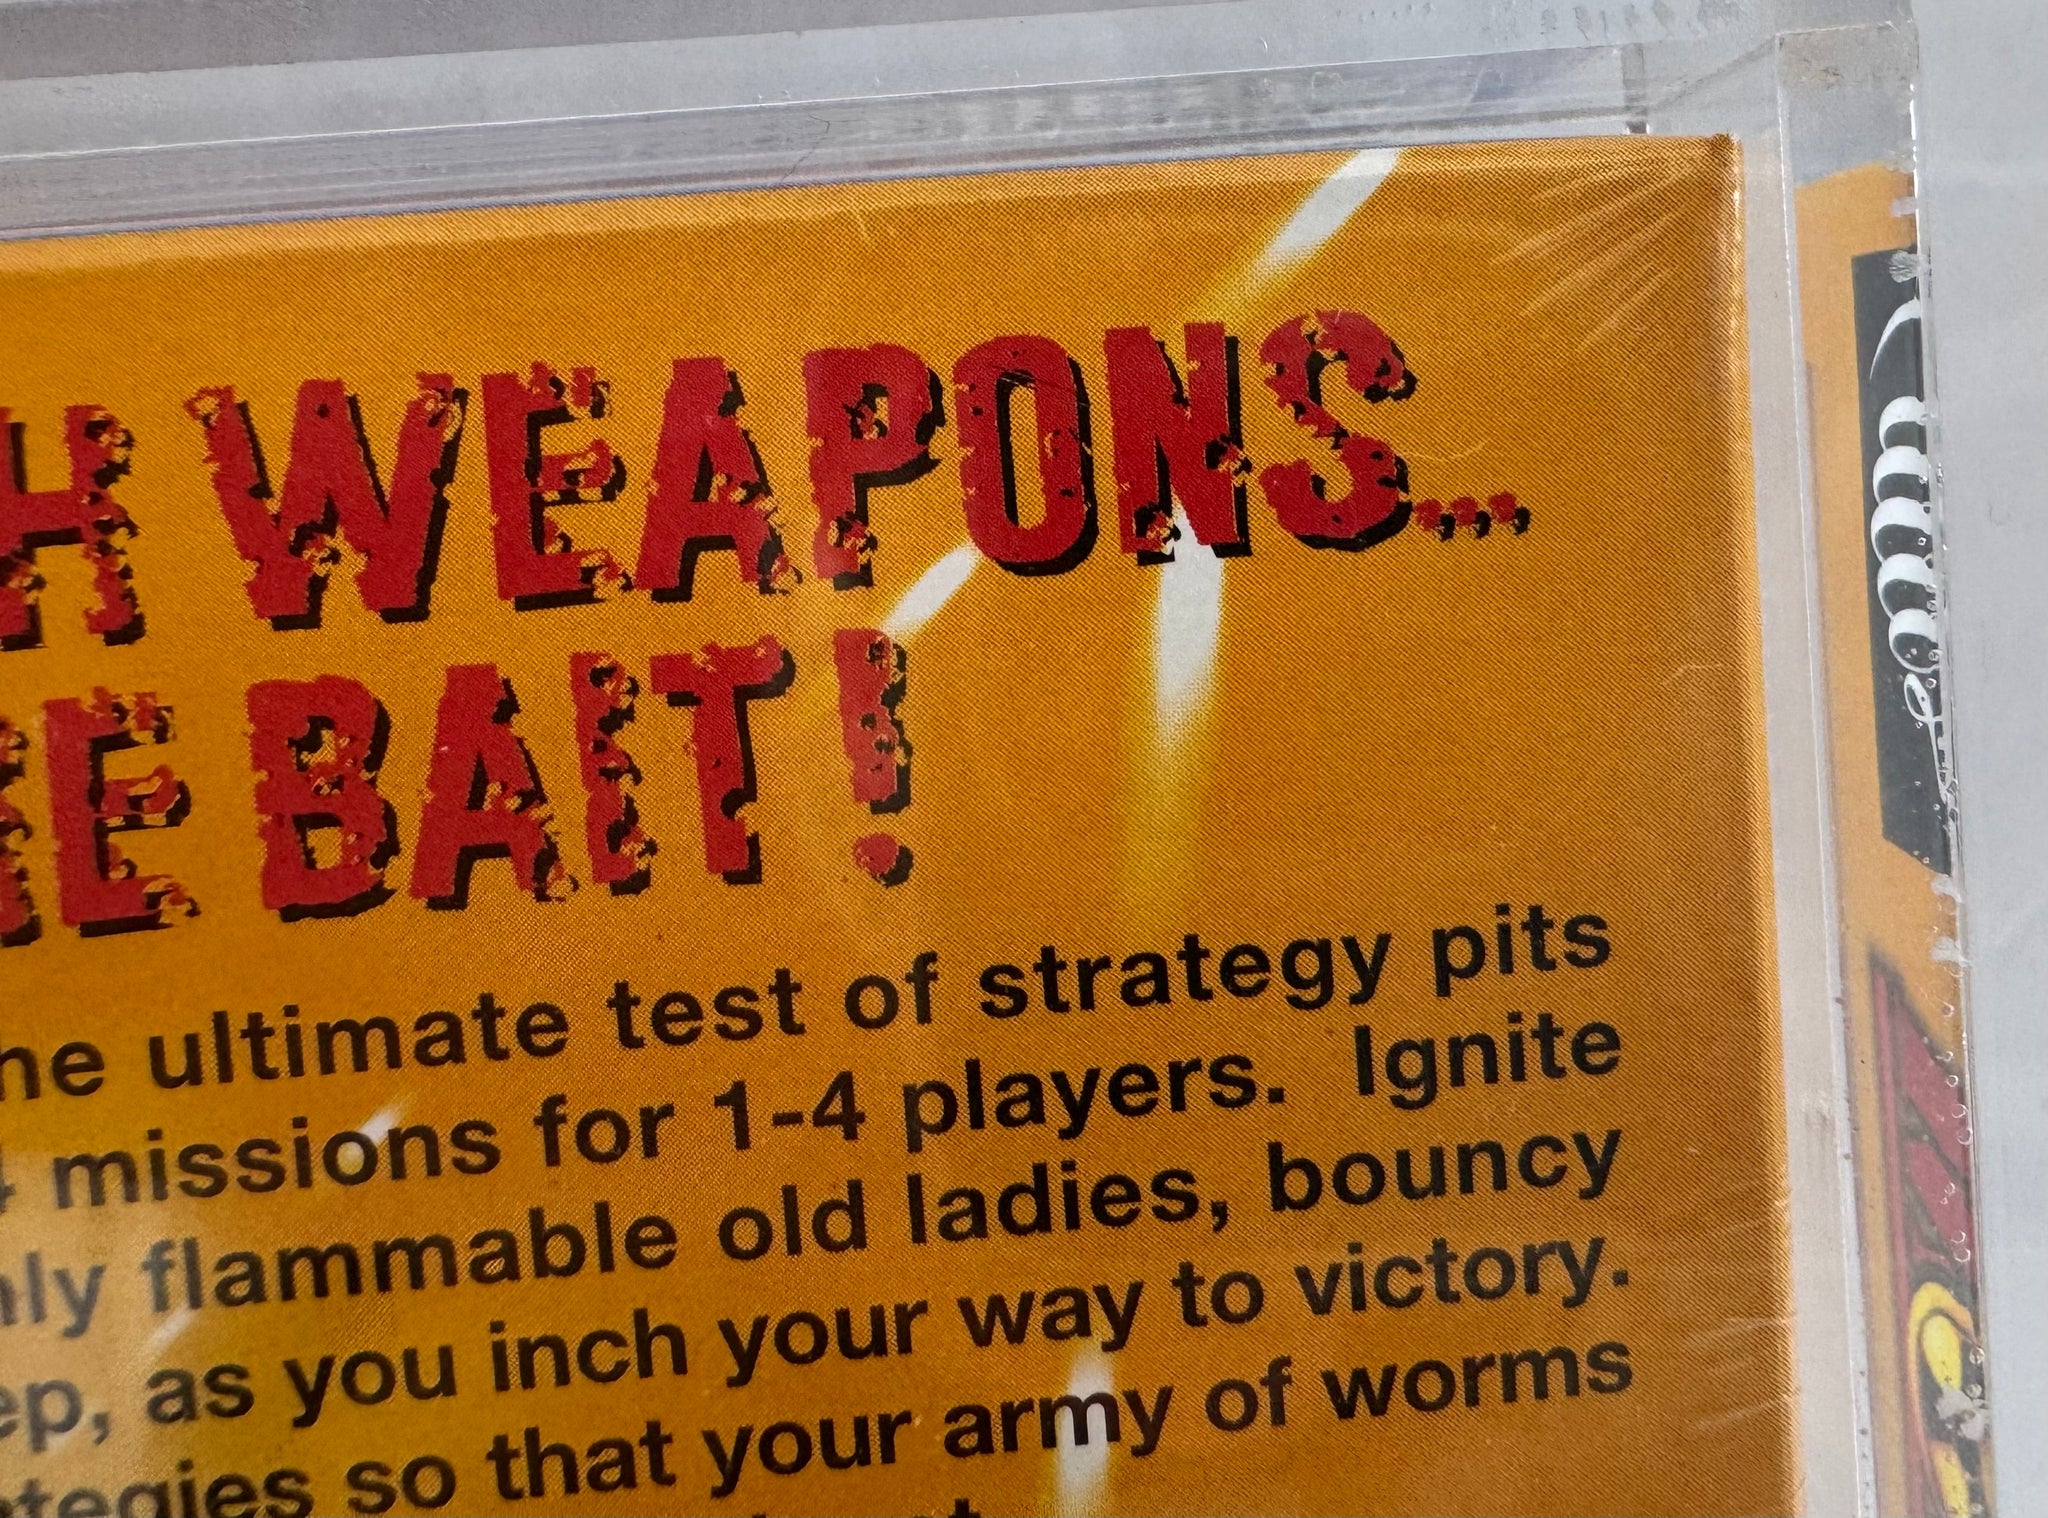 H WEAPONS...
E BAIT!
he ultimate test of strategy pits
missions for 1-4 players. Ignite
nly flammable old ladies, bouncy
ep, as you inch your way to victory.
tegies so that your army of worms